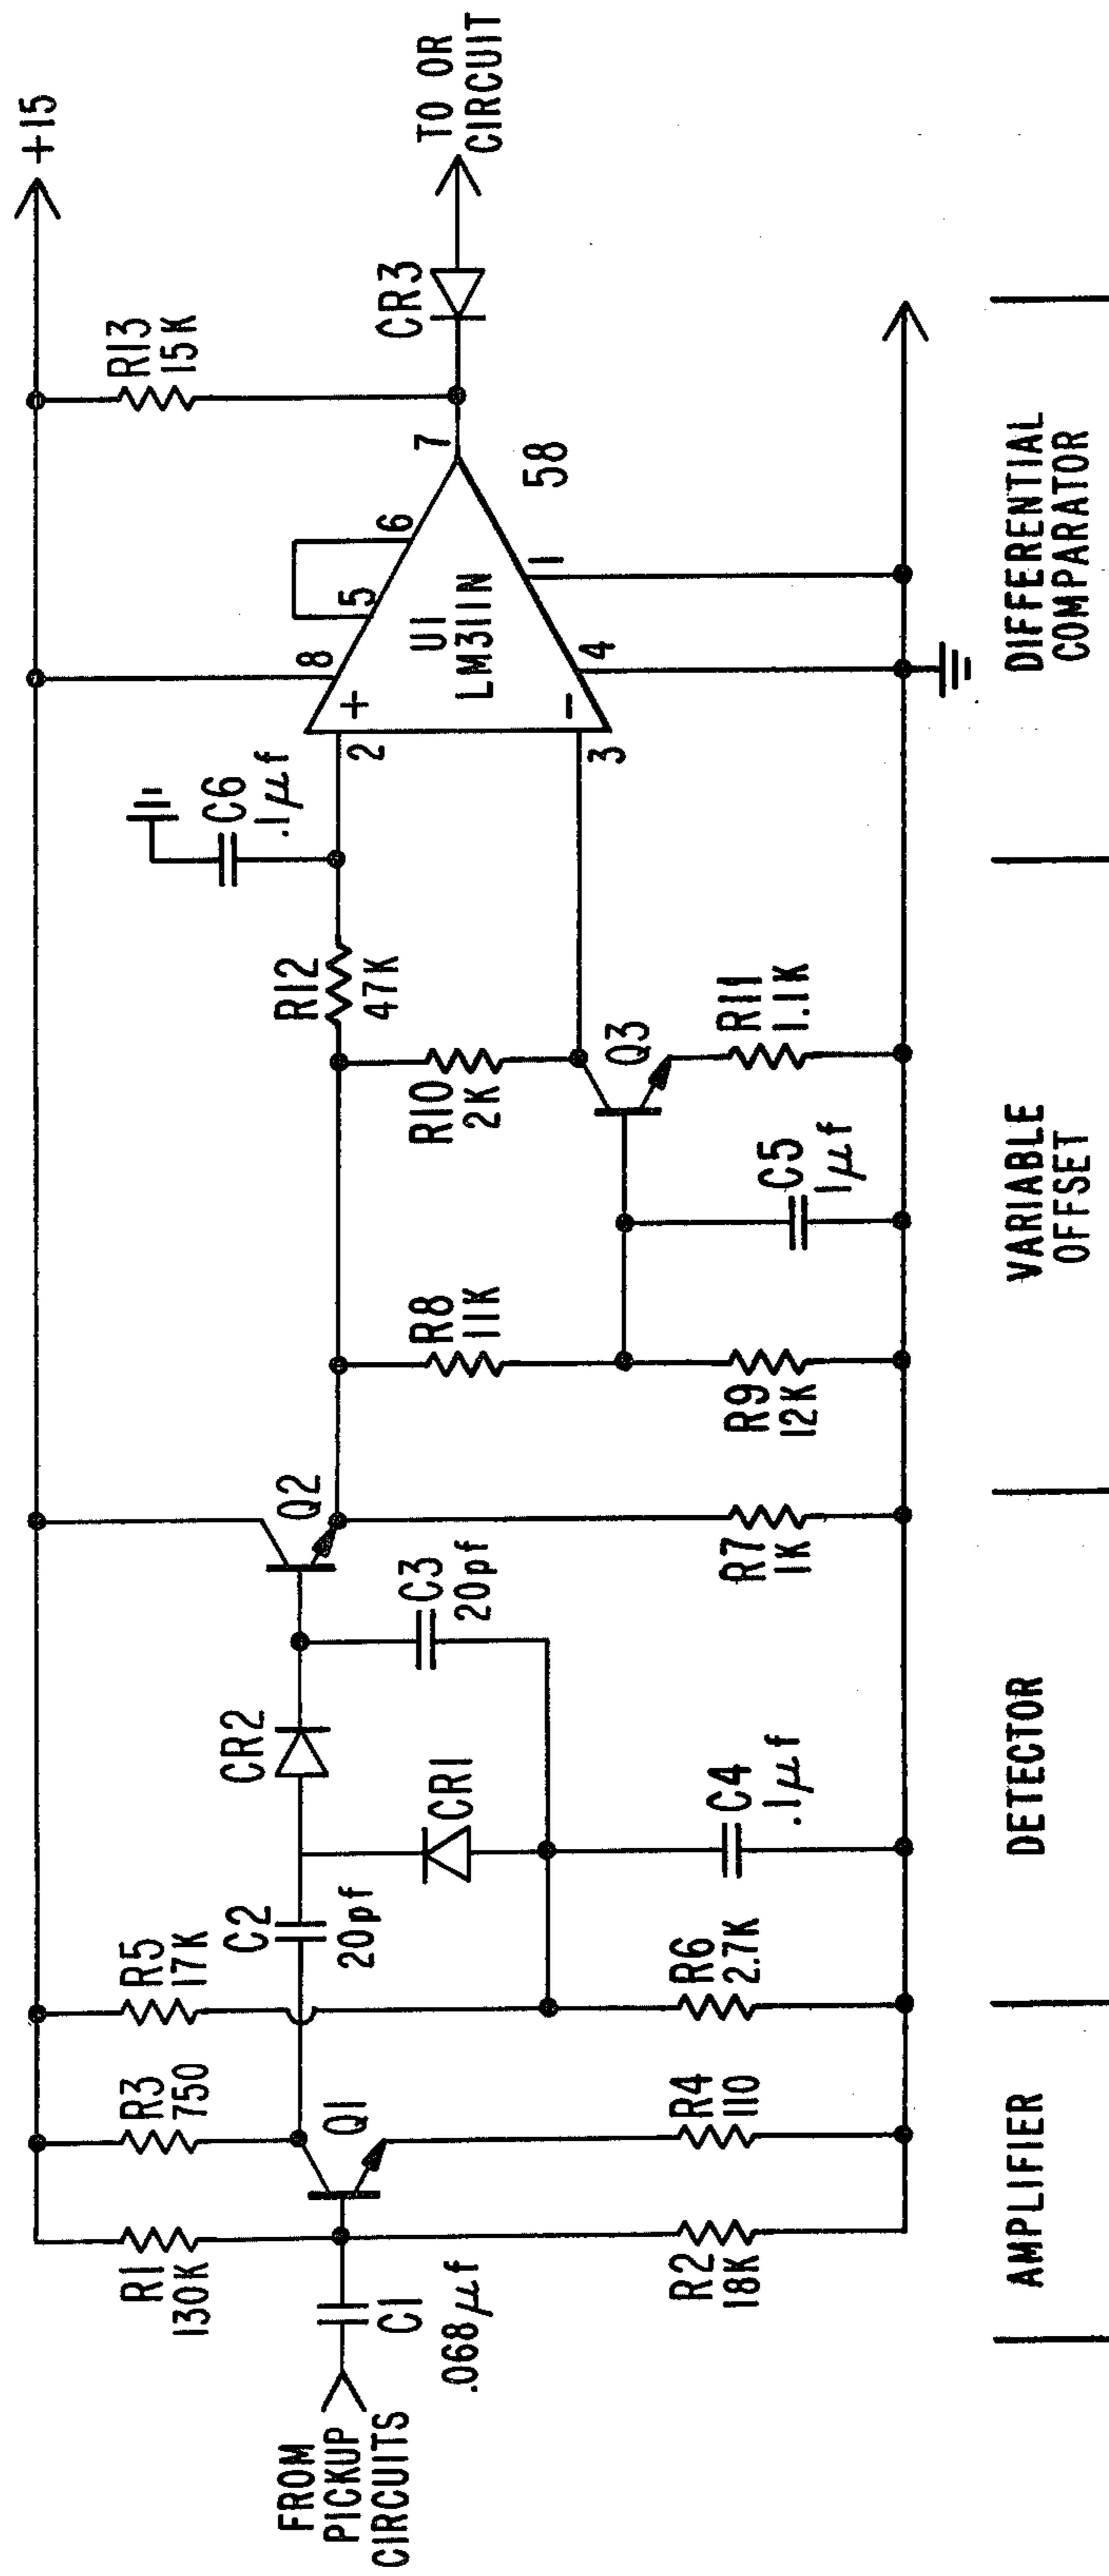 FROM
PICKUP
CIRCUITS
C1
.068µf
R1
130K
R2
18K
Q1
R3
750
R4
110
R5
17K
C2
20pf
R6
2.7K
CR2
CR1
C4
.1µf
C3
20pf
Q2
R7
1K
R8
11K
R9
12K
R10
2K
C5
1µf
Q3
R11
1.1K
R12
47K
C6
.1µf
2
3
+
-
8
4
U1
LM311N
5
6
1
7
58
R13
15K
CR3
+15
TO OR
CIRCUIT
AMPLIFIER
DETECTOR
VARIABLE
OFFSET
DIFFERENTIAL
COMPARATOR